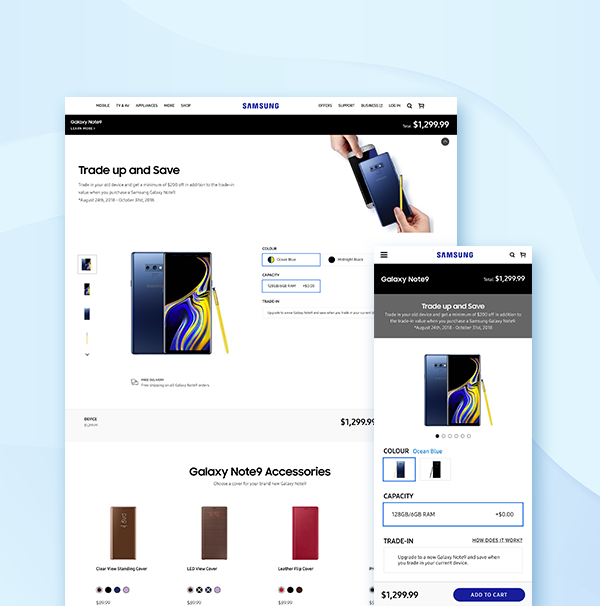 MOBILE TV & AV APPLIANCES MORE SHOP SAMSUNG OFFERS SUPPORT BUSINESS LOG IN
Galaxy Note9
LEARN MORE >
Total: $1,299.99
Trade up and Save
Trade in your old device and get a minimum of $200 off in addition to the trade-in
value when you purchase a Samsung Galaxy Note9
*August 24th, 2018 - October 31st, 2018
COLOUR
Ocean Blue Midnight Black
CAPACITY
128GB/6GB RAM +$0.00
TRADE-IN
Upgrade to a new Galaxy Note9 and save when you trade in your current
FREE DELIVERY
Free shipping on all Galaxy Note9 orders
DEVICE
$1,299.99
Galaxy Note9 Accessories
Choose a cover for your brand new Galaxy Note9
Clear View Standing Cover LED View Cover Leather Flip Cover
$89.99 $89.99 $89.99
SAMSUNG
Galaxy Note9 Total: $1,299.99
Trade up and Save
Trade in your old device and get a minimum of $200 off in addition to
the trade-in value when you purchase a Samsung Galaxy Note9
*August 24th, 2018 - October 31st, 2018
COLOUR Ocean Blue
CAPACITY
128GB/6GB RAM +$0.00
TRADE-IN HOW DOES IT WORK?
Upgrade to a new Galaxy Note9 and save when
you trade in your current device.
$1,299.99 ADD TO CART